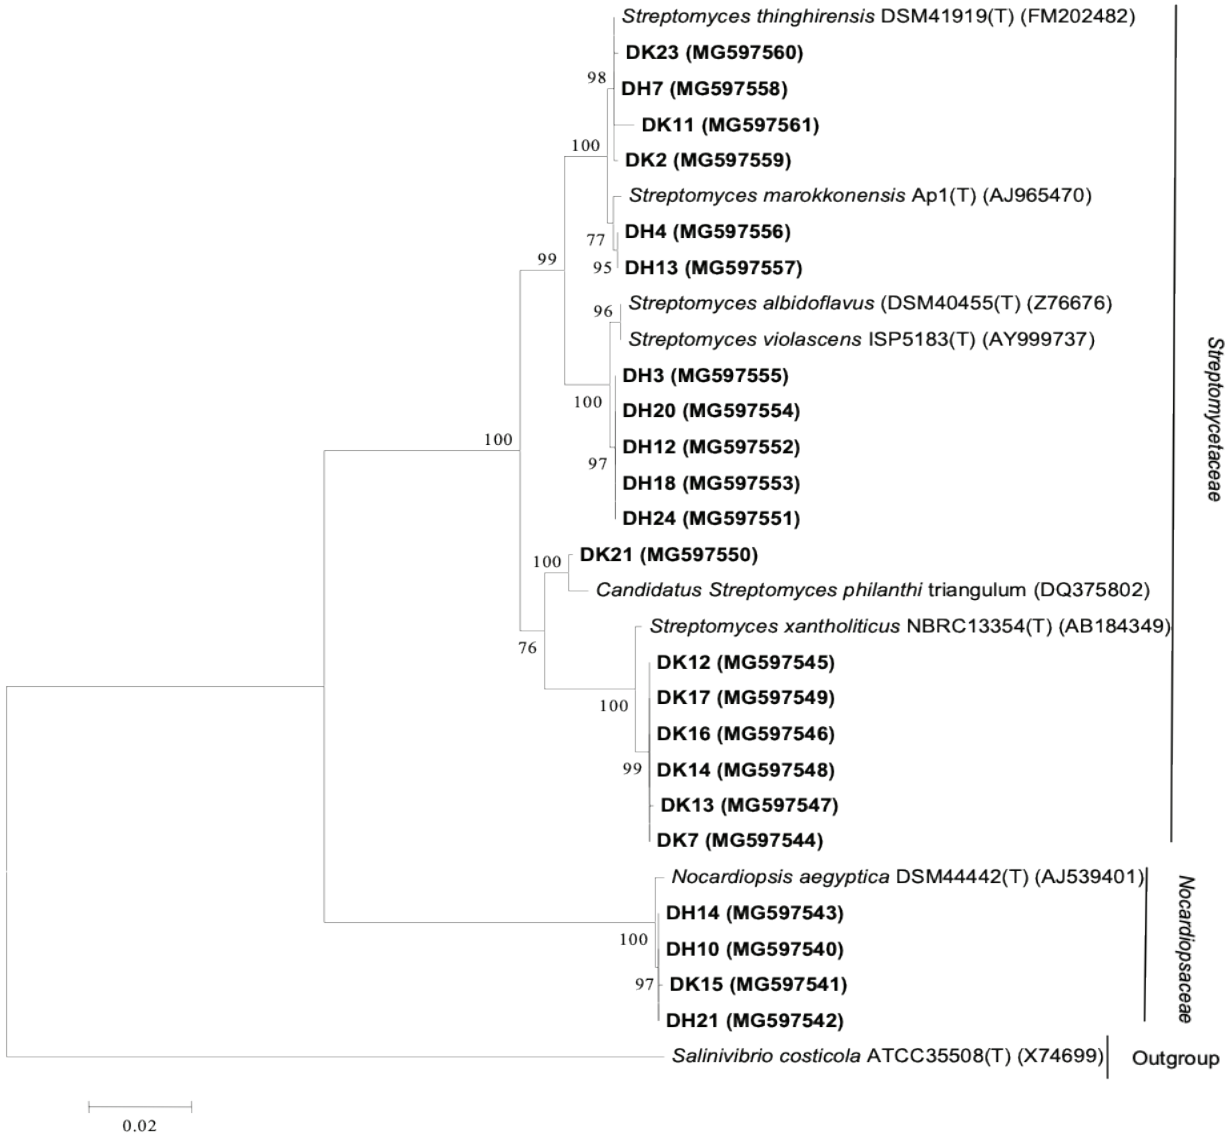 Streptomyces thinghirensis DSM41919(T) (FM202482)
DK23 (MG597560)
98
DH7 (MG597558)
DK11 (MG597561)
100
DK2 (MG597559)
Streptomyces marokkonensis Ap1(T) (AJ965470)
DH4 (MG597556)
77
DH13 (MG597557)
95
99
Streptomyces albidoflavus (DSM40455(T) (Z76676)
96
Streptomyces violascens ISP5183(T) (AY999737)
DH3 (MG597555)
100
DH20 (MG597554)
DH12 (MG597552)
97
DH18 (MG597553)
DH24 (MG597551)
100
DK21 (MG597550)
100
Candidatus Streptomyces philanthi triangulum (DQ375802)
Streptomyces xantholiticus NBRC13354(T) (AB184349)
76
DK12 (MG597545)
DK17 (MG597549)
100
DK16 (MG597546)
DK14 (MG597548)
99
DK13 (MG597547)
DK7 (MG597544)
Streptomycetaceae
Nocardiopsis aegyptica DSM44442(T) (AJ539401)
DH14 (MG597543)
100
DH10 (MG597540)
DK15 (MG597541)
97
DH21 (MG597542)
Nocardiopsaceae
Salinivibrio costicola ATCC35508(T) (X74699)
Outgroup
0.02